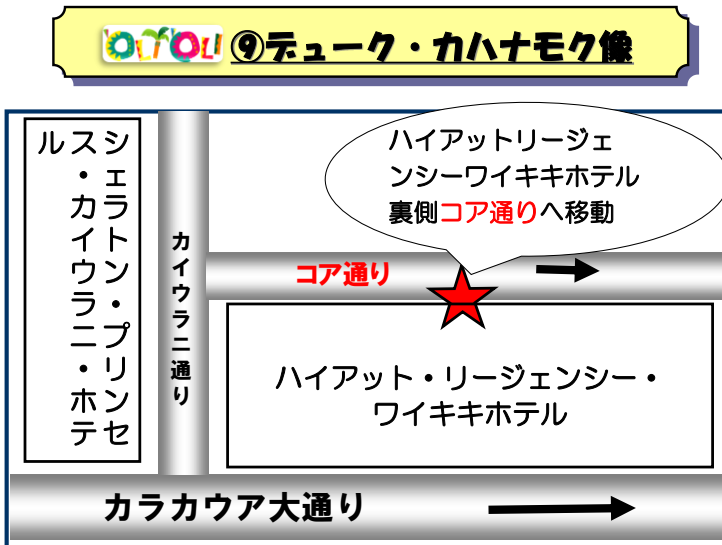 'OLI'OLI ⑨デューク・カハナモク像
ハイアットリージェ
ンシーワイキキホテル
裏側コア通りへ移動
シェラトン・プリンセ
ス・カイウラニ・ホテ
ル
カイウラニ通り
コア通り
ハイアット・リージェンシー・
ワイキキホテル
カラカウア大通り